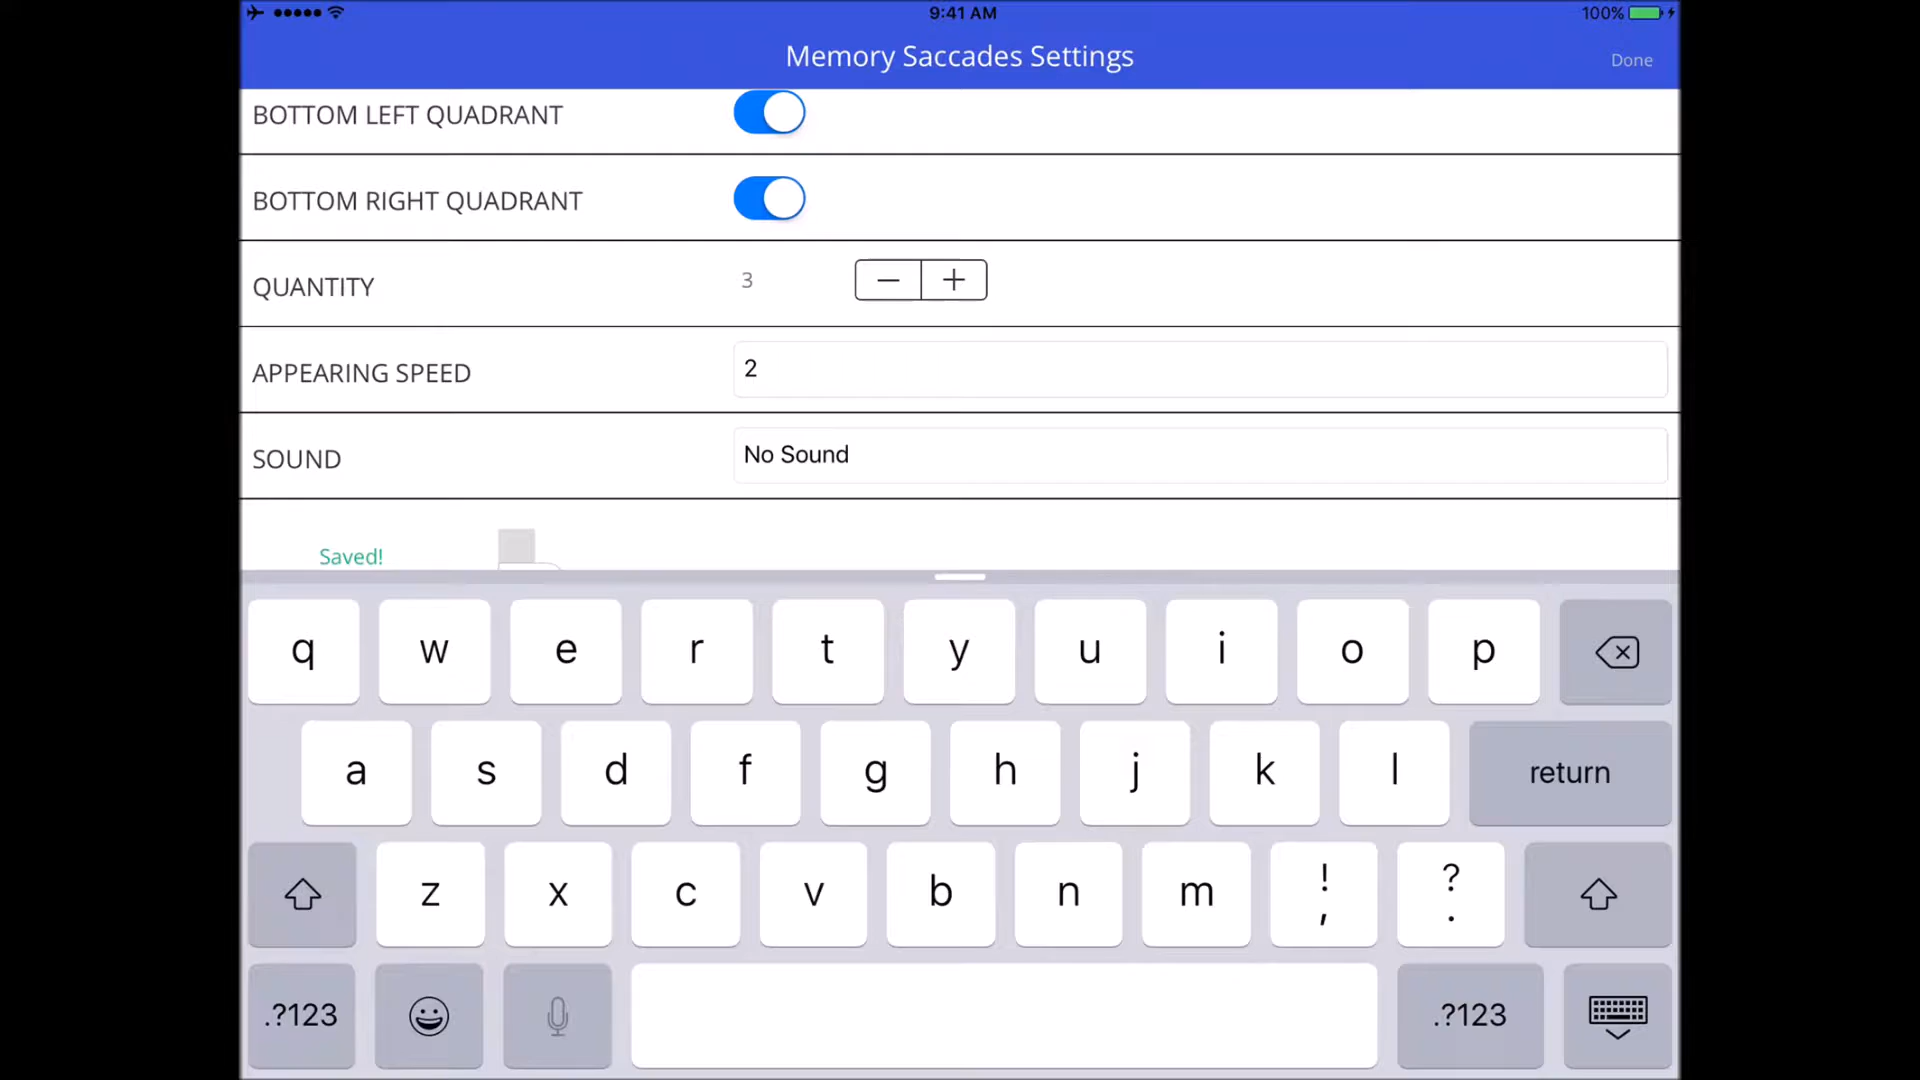 9:41 AM
100%
Memory Saccades Settings
Done
BOTTOM LEFT QUADRANT
BOTTOM RIGHT QUADRANT
QUANTITY 3 − +
APPEARING SPEED 2
SOUND No Sound
Saved!
q w e r t y u i o p
a s d f g h j k l return
z x c v b n m ! , ? .
.?123 .?123